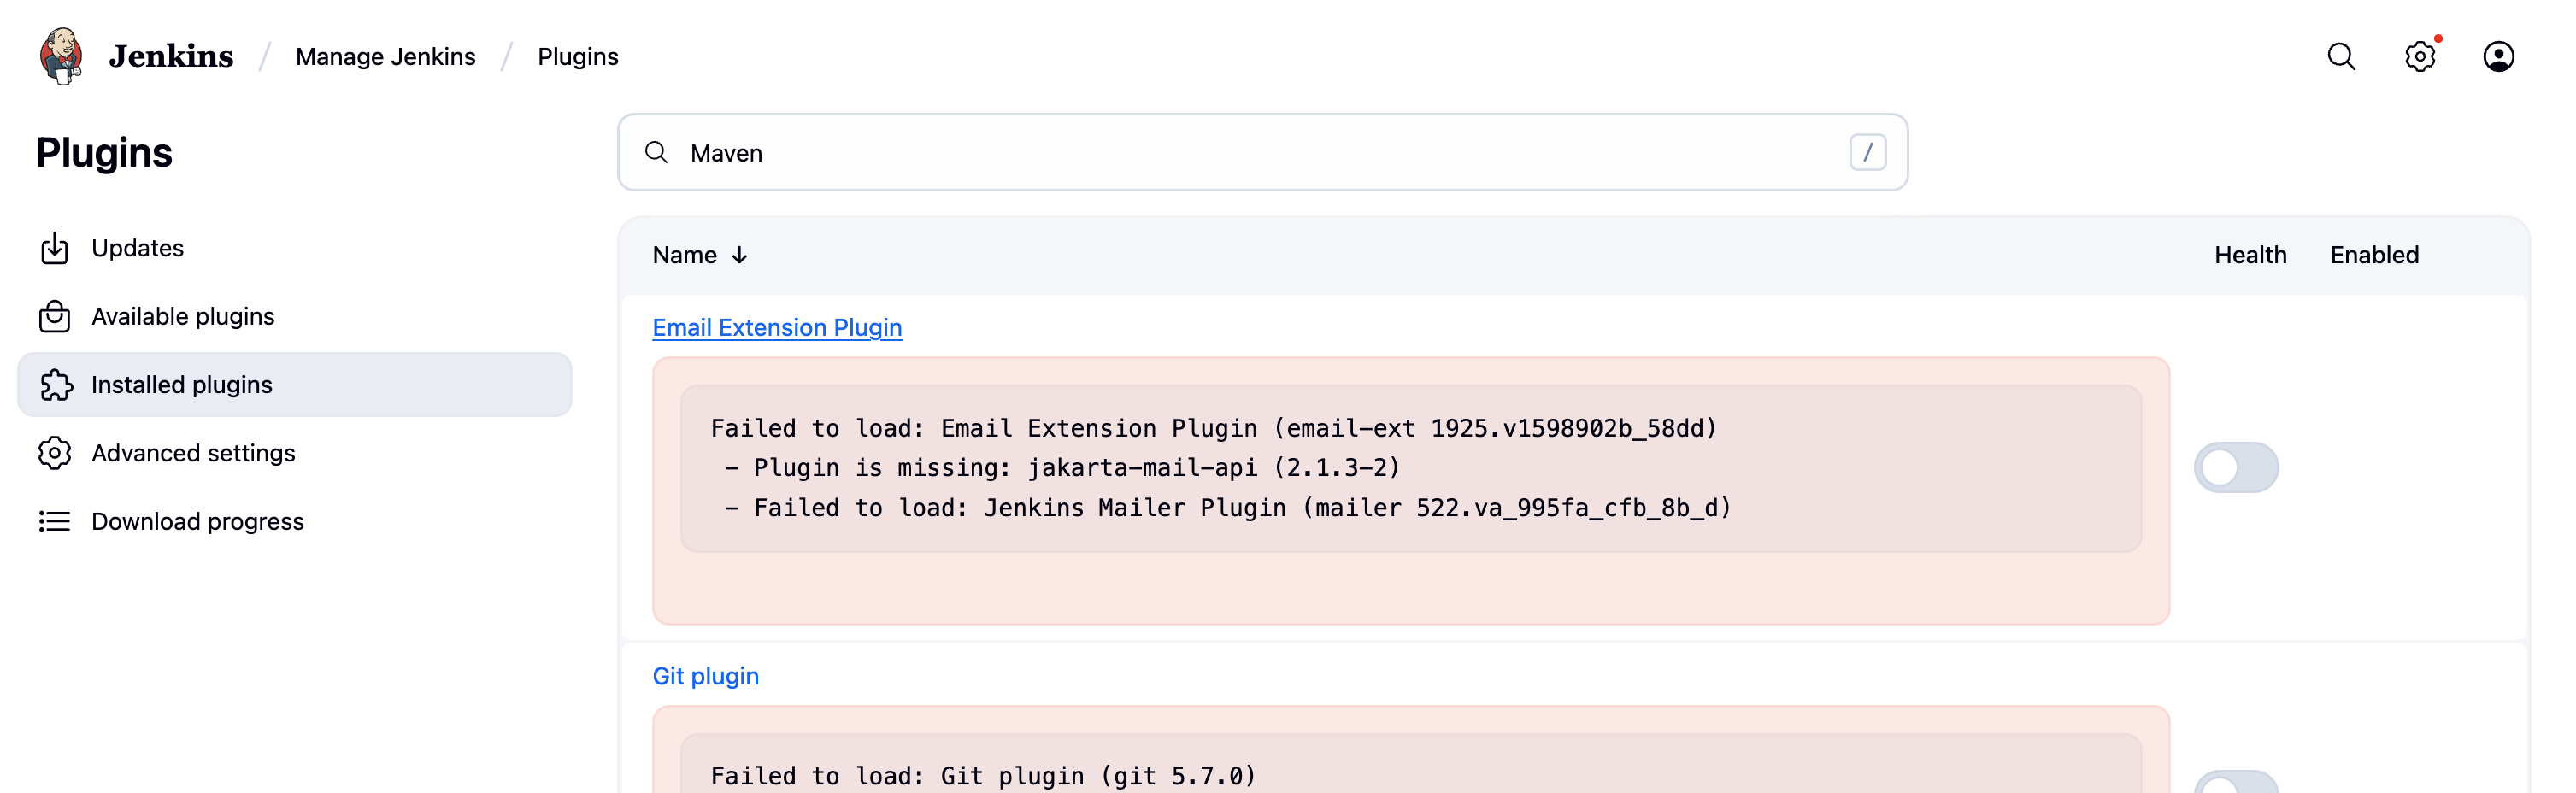 Jenkins / Manage Jenkins / Plugins
Plugins
Updates
Available plugins
Installed plugins
Advanced settings
Download progress
Maven /
Name ↓ Health Enabled
Email Extension Plugin
Failed to load: Email Extension Plugin (email-ext 1925.v1598902b_58dd)
– Plugin is missing: jakarta-mail-api (2.1.3-2)
– Failed to load: Jenkins Mailer Plugin (mailer 522.va_995fa_cfb_8b_d)
Git plugin
Failed to load: Git plugin (git 5.7.0)